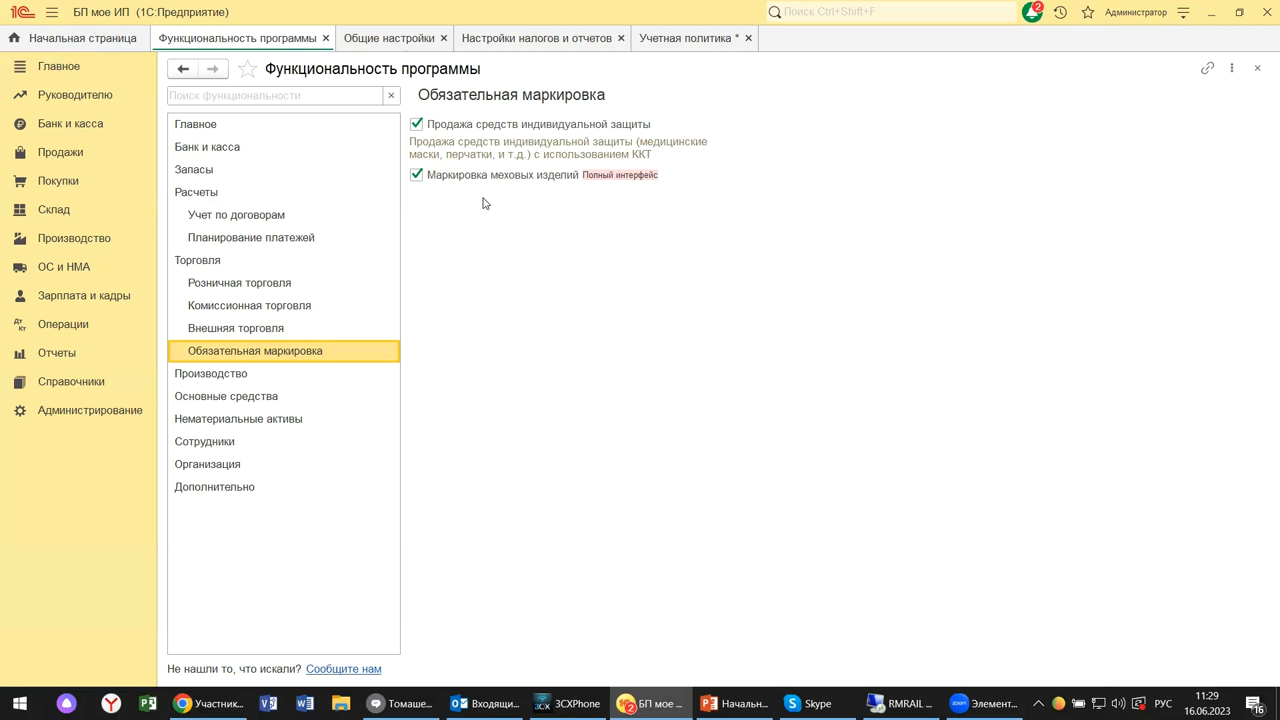 БП мое ИП (1С:Предприятие)
Поиск Ctrl+Shift+F
2
Администратор
Начальная страница
Функциональность программы
Общие настройки
Настройки налогов и отчетов
Учетная политика *
Главное
Руководителю
Банк и касса
Продажи
Покупки
Склад
Производство
ОС и НМА
Зарплата и кадры
Дт Кт
Операции
Отчеты
Справочники
Администрирование
Функциональность программы
Поиск функциональности
Главное
Банк и касса
Запасы
Расчеты
Учет по договорам
Планирование платежей
Торговля
Розничная торговля
Комиссионная торговля
Внешняя торговля
Обязательная маркировка
Производство
Основные средства
Нематериальные активы
Сотрудники
Организация
Дополнительно
Не нашли то, что искали? Сообщите нам
Обязательная маркировка
Продажа средств индивидуальной защиты
Продажа средств индивидуальной защиты (медицинские
маски, перчатки, и т.д.) с использованием ККТ
Маркировка меховых изделий Полный интерфейс
Участник...
Томаше...
Входящи...
3CXPhone
БП мое ...
Начальн...
Skype
RMRAIL ...
Элемент...
РУС
11:29
16.06.2023
16